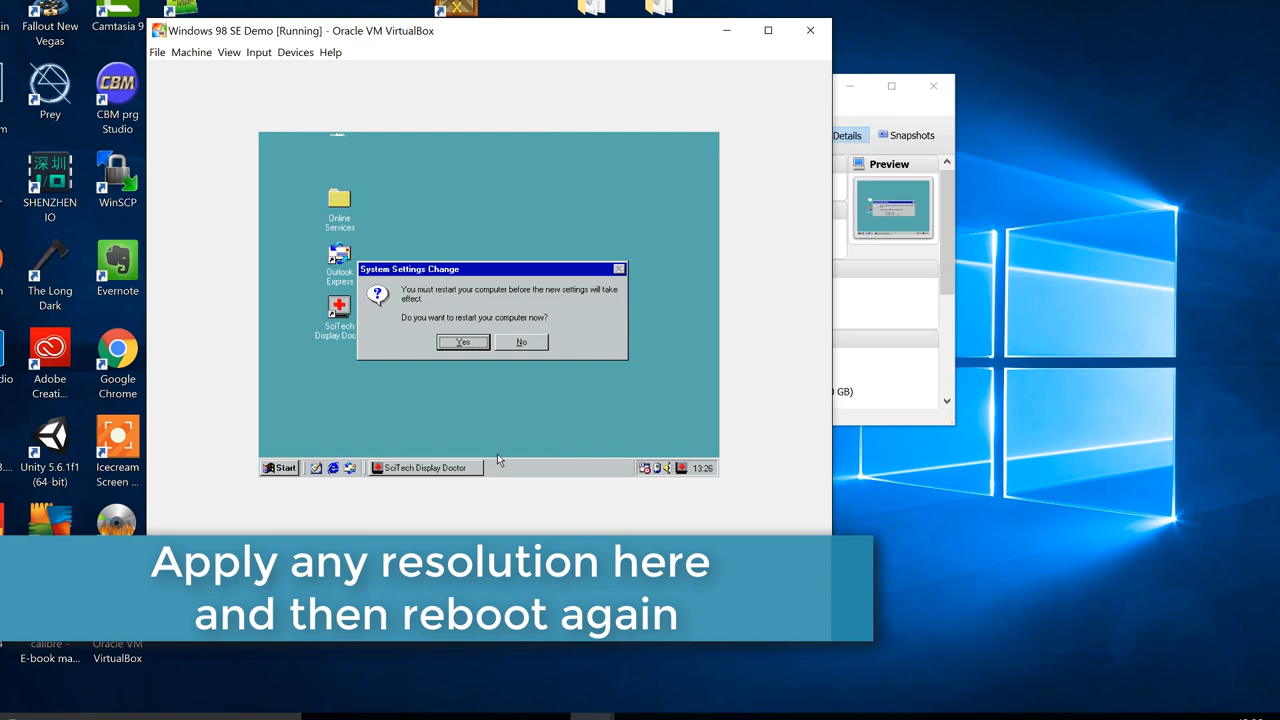 Fallout New
Vegas
Camtasia 9
Windows 98 SE Demo [Running] - Oracle VM VirtualBox
File Machine View Input Devices Help
Prey
CBM
CBM prg
Studio
Details
Snapshots
Preview
深圳
I/O
SHENZHEN
IO
WinSCP
Online
Services
Outlook
Express
SciTech
Display Doc
System Settings Change
You must restart your computer before the new settings will take
effect.
Do you want to restart your computer now?
Yes
No
The Long
Dark
Evernote
Adobe
Creati...
Google
Chrome
GB)
Start
SciTech Display Doctor
13:26
Unity 5.6.1f1
(64-bit)
Icecream
Screen ...
Apply any resolution here
and then reboot again
calibre -
E-book ma...
Oracle VM
VirtualBox